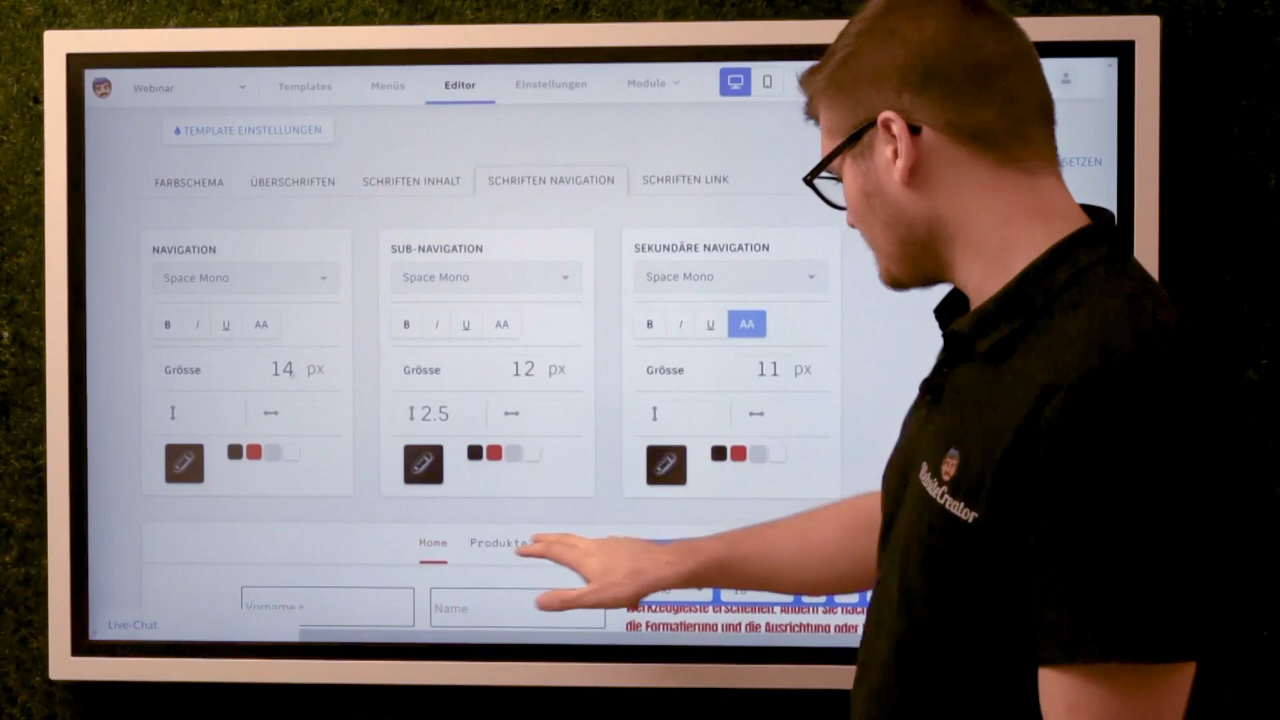 Webinar Templates Menüs Editor Einstellungen Module
TEMPLATE EINSTELLUNGEN
SETZEN
FARBSCHEMA ÜBERSCHRIFTEN SCHRIFTEN INHALT SCHRIFTEN NAVIGATION SCHRIFTEN LINK
NAVIGATION SUB-NAVIGATION SEKUNDÄRE NAVIGATION
Space Mono Space Mono Space Mono
B I U AA B I U AA B I U AA
Grösse 14 px Grösse 12 px Grösse 11 px
2.5
WebsiteCreator
Home Produkte
Vorname * Name
Werkzeugleiste erscheinen. Ändern Sie nach
die Formatierung und die Ausrichtung oder
Live-Chat